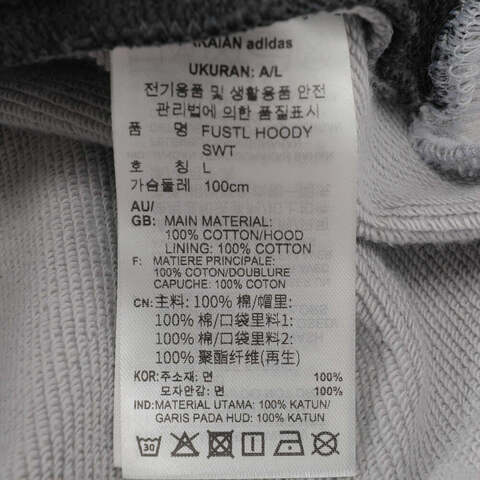 AKAIAN adidas
UKURAN: A/L
전기용품 및 생활용품 안전
관리법에 의한 품질표시
품 명 FUSTL HOODY
SWT
호 칭 L
가슴둘레 100cm
AU/
GB: MAIN MATERIAL:
100% COTTON/HOOD
LINING: 100% COTTON
F: MATIERE PRINCIPALE:
100% COTON/DOUBLURE
CAPUCHE: 100% COTON
CN: 主料: 100% 棉/帽里:
100% 棉/口袋里料1:
100% 棉/口袋里料2:
100% 聚酯纤维(再生)
KOR: 주소재: 면 100%
모자안감: 면 100%
IND: MATERIAL UTAMA: 100% KATUN/
GARIS PADA HUD: 100% KATUN
30